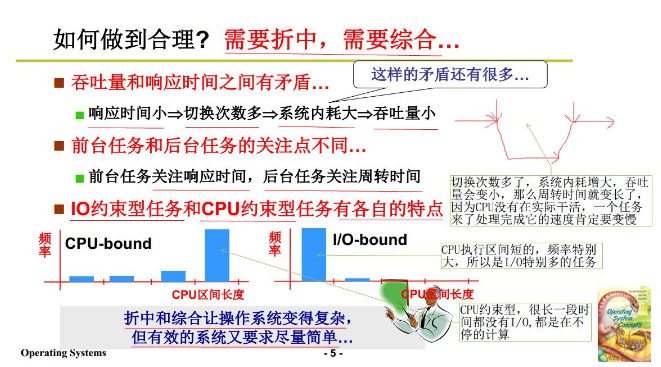 如何做到合理? 需要折中，需要综合…
吞吐量和响应时间之间有矛盾…
这样的矛盾还有很多…
响应时间小⇒切换次数多⇒系统内耗大⇒吞吐量小
前台任务和后台任务的关注点不同…
前台任务关注响应时间，后台任务关注周转时间
切换次数多了，系统内耗增大，吞吐
量会变小，那么周转时间就变长了，
因为CPU没有在实际干活，一个任务
来了处理完成它的速度肯定要变慢
IO约束型任务和CPU约束型任务有各自的特点
频率
CPU-bound
CPU区间长度
频率
I/O-bound
CPU区间长度
CPU执行区间短的，频率特别
大，所以是I/O特别多的任务
CPU约束型，很长一段时
间都没有I/O,都是在不
停的计算
折中和综合让操作系统变得复杂，
但有效的系统又要求尽量简单…
Operating
System
Concepts
Operating Systems
- 5 -